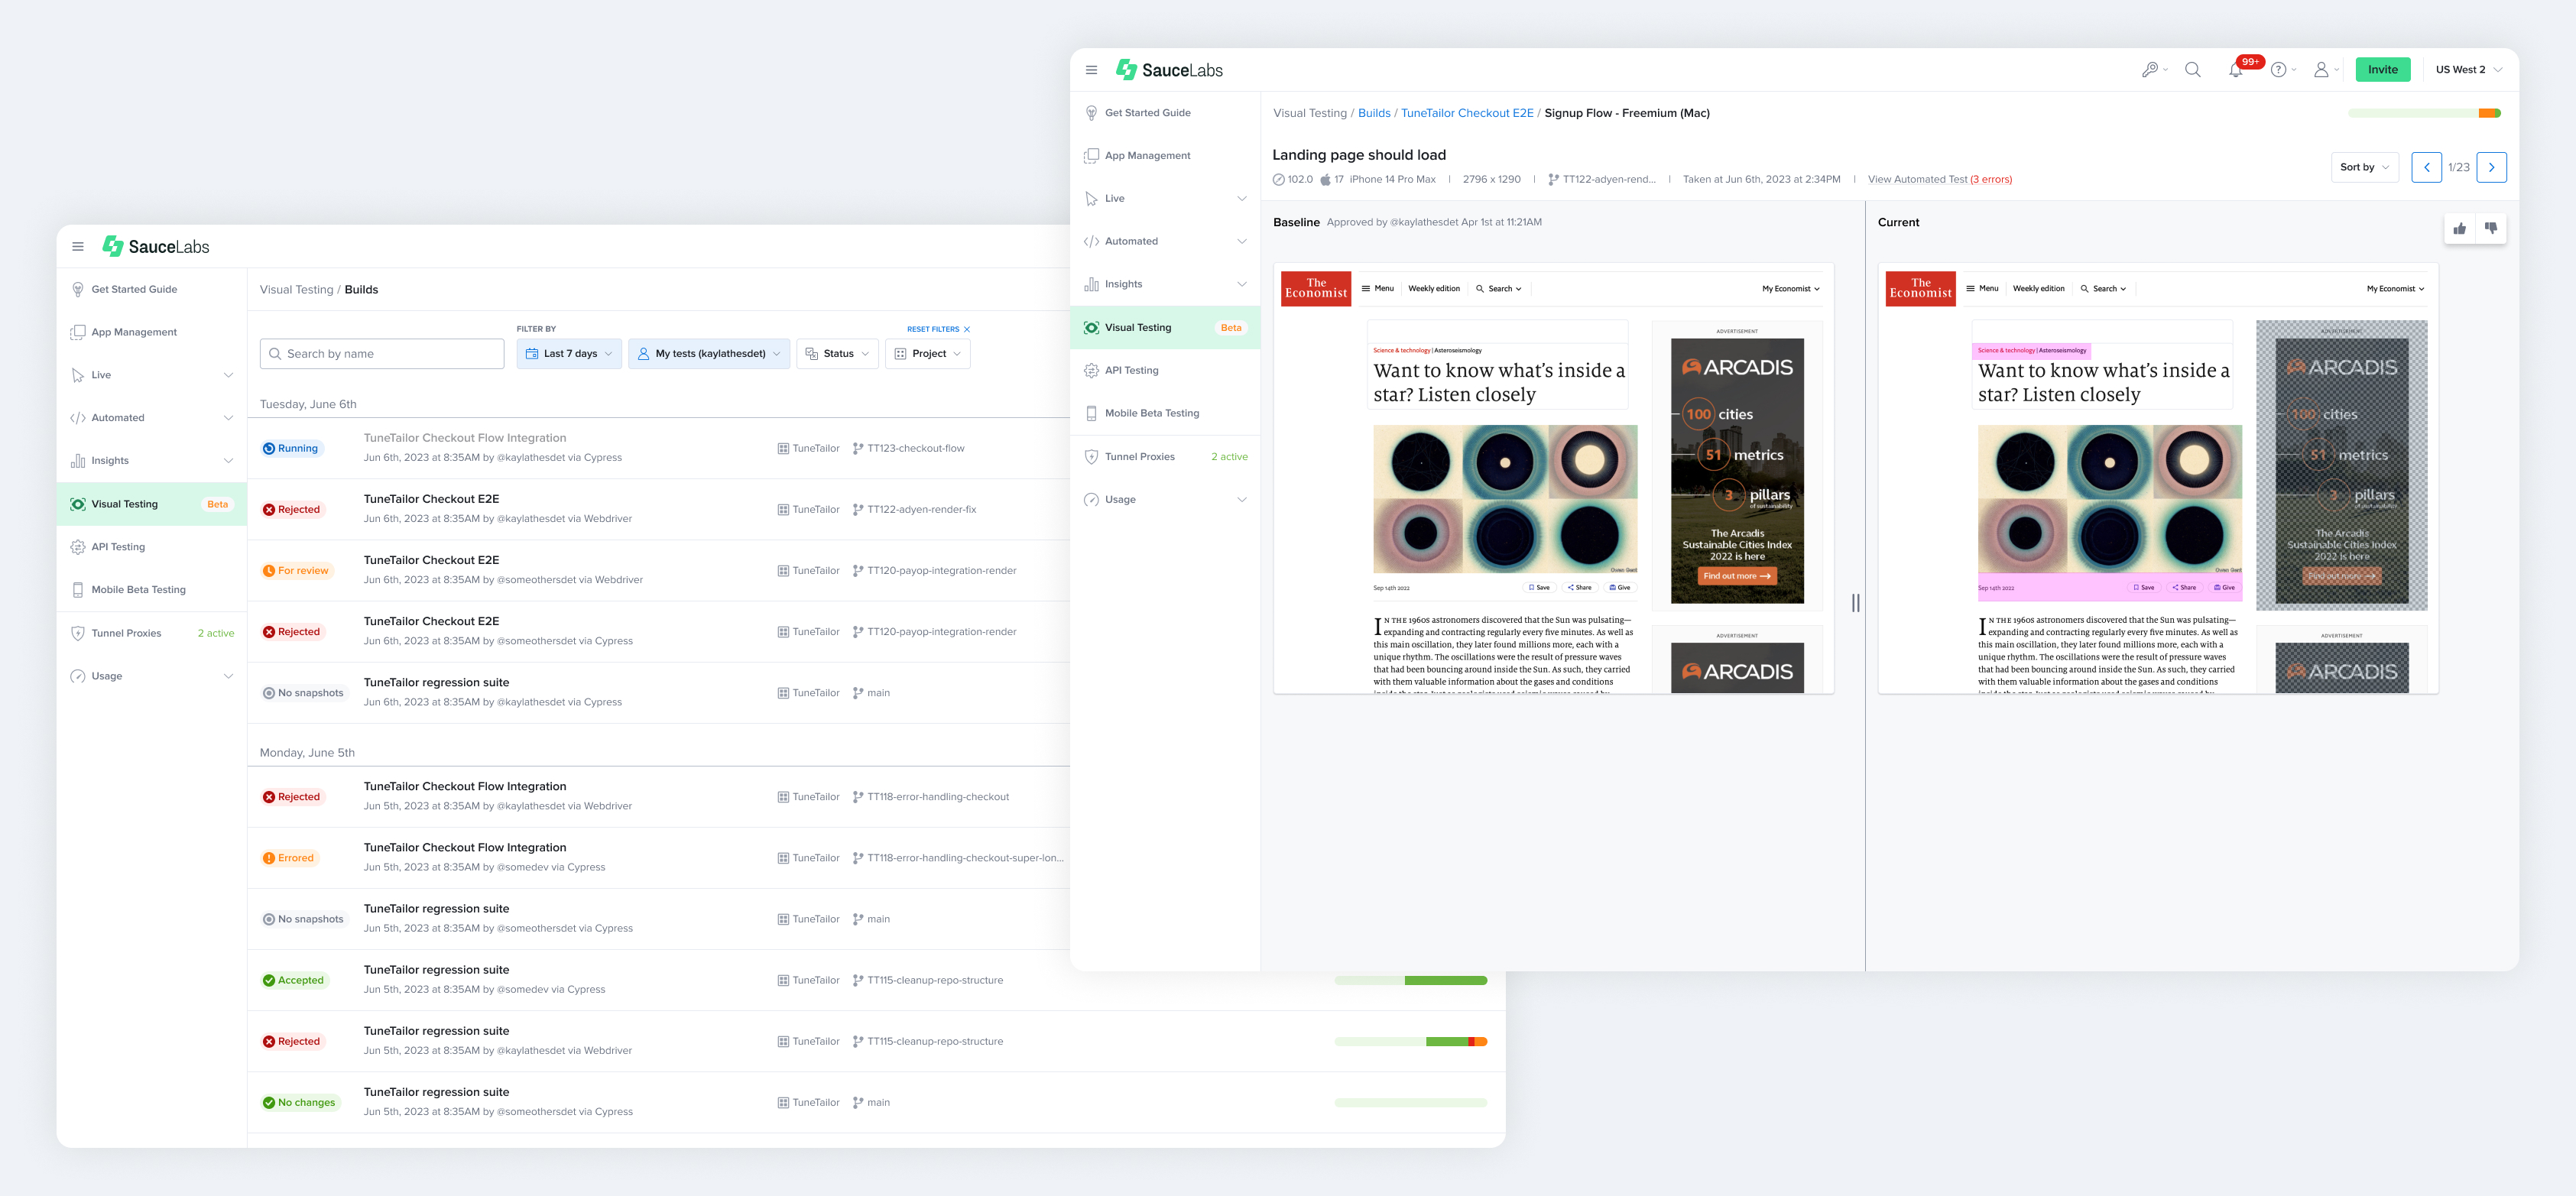 SauceLabs
Get Started Guide
App Management
Live
Automated
Insights
Visual Testing Beta
API Testing
Mobile Beta Testing
Tunnel Proxies 2 active
Usage
Visual Testing / Builds
Search by name
FILTER BY
RESET FILTERS
Last 7 days
My tests (kaylathesdet)
Status
Project
Tuesday, June 6th
Running
TuneTailor Checkout Flow Integration
Jun 6th, 2023 at 8:35AM by @kaylathesdet via Cypress
TuneTailor TT123-checkout-flow
Rejected
TuneTailor Checkout E2E
Jun 6th, 2023 at 8:35AM by @kaylathesdet via Webdriver
TuneTailor TT122-adyen-render-fix
For review
TuneTailor Checkout E2E
Jun 6th, 2023 at 8:35AM by @someothersdet via Webdriver
TuneTailor TT120-payop-integration-render
Rejected
TuneTailor Checkout E2E
Jun 6th, 2023 at 8:35AM by @someothersdet via Cypress
TuneTailor TT120-payop-integration-render
No snapshots
TuneTailor regression suite
Jun 6th, 2023 at 8:35AM by @kaylathesdet via Cypress
TuneTailor main
Monday, June 5th
Rejected
TuneTailor Checkout Flow Integration
Jun 5th, 2023 at 8:35AM by @kaylathesdet via Webdriver
TuneTailor TT118-error-handling-checkout
Errored
TuneTailor Checkout Flow Integration
Jun 5th, 2023 at 8:35AM by @somedev via Cypress
TuneTailor TT118-error-handling-checkout-super-lon...
No snapshots
TuneTailor regression suite
Jun 5th, 2023 at 8:35AM by @someothersdet via Cypress
TuneTailor main
Accepted
TuneTailor regression suite
Jun 5th, 2023 at 8:35AM by @somedev via Cypress
TuneTailor TT115-cleanup-repo-structure
Rejected
TuneTailor regression suite
Jun 5th, 2023 at 8:35AM by @kaylathesdet via Webdriver
TuneTailor TT115-cleanup-repo-structure
No changes
TuneTailor regression suite
Jun 5th, 2023 at 8:35AM by @someothersdet via Cypress
TuneTailor main
SauceLabs
99+
Invite
US West 2
Get Started Guide
App Management
Live
Automated
Insights
Visual Testing Beta
API Testing
Mobile Beta Testing
Tunnel Proxies 2 active
Usage
Visual Testing / Builds / TuneTailor Checkout E2E / Signup Flow - Freemium (Mac)
Landing page should load
102.0 17 iPhone 14 Pro Max | 2796 x 1290 | TT122-adyen-rend... | Taken at Jun 6th, 2023 at 2:34PM | View Automated Test (3 errors)
Sort by
1/23
Baseline Approved by @kaylathesdet Apr 1st at 11:21AM
The
Economist
Menu Weekly edition Search My Economist
Science & technology | Asteroseismology
Want to know what's inside a
star? Listen closely
Sep 14th 2022 Save Share Give
IN THE 1960s astronomers discovered that the Sun was pulsating—
expanding and contracting regularly every five minutes. As well as
this main oscillation, they later found millions more, each with a
unique rhythm. The oscillations were the result of pressure waves
that had been bouncing around inside the Sun. As such, they carried
with them valuable information about the gases and conditions
ADVERTISEMENT
ARCADIS
100 cities
51 metrics
3 pillars
of sustainability
The Arcadis
Sustainable Cities Index
2022 is here
Find out more
ADVERTISEMENT
ARCADIS
Current
The
Economist
Menu Weekly edition Search My Economist
Science & technology | Asteroseismology
Want to know what's inside a
star? Listen closely
Sep 14th 2022 Save Share Give
IN THE 1960s astronomers discovered that the Sun was pulsating—
expanding and contracting regularly every five minutes. As well as
this main oscillation, they later found millions more, each with a
unique rhythm. The oscillations were the result of pressure waves
that had been bouncing around inside the Sun. As such, they carried
with them valuable information about the gases and conditions
ADVERTISEMENT
ARCADIS
100 cities
51 metrics
3 pillars
of sustainability
The Arcadis
Sustainable Cities Index
2022 is here
Find out more
ADVERTISEMENT
ARCADIS